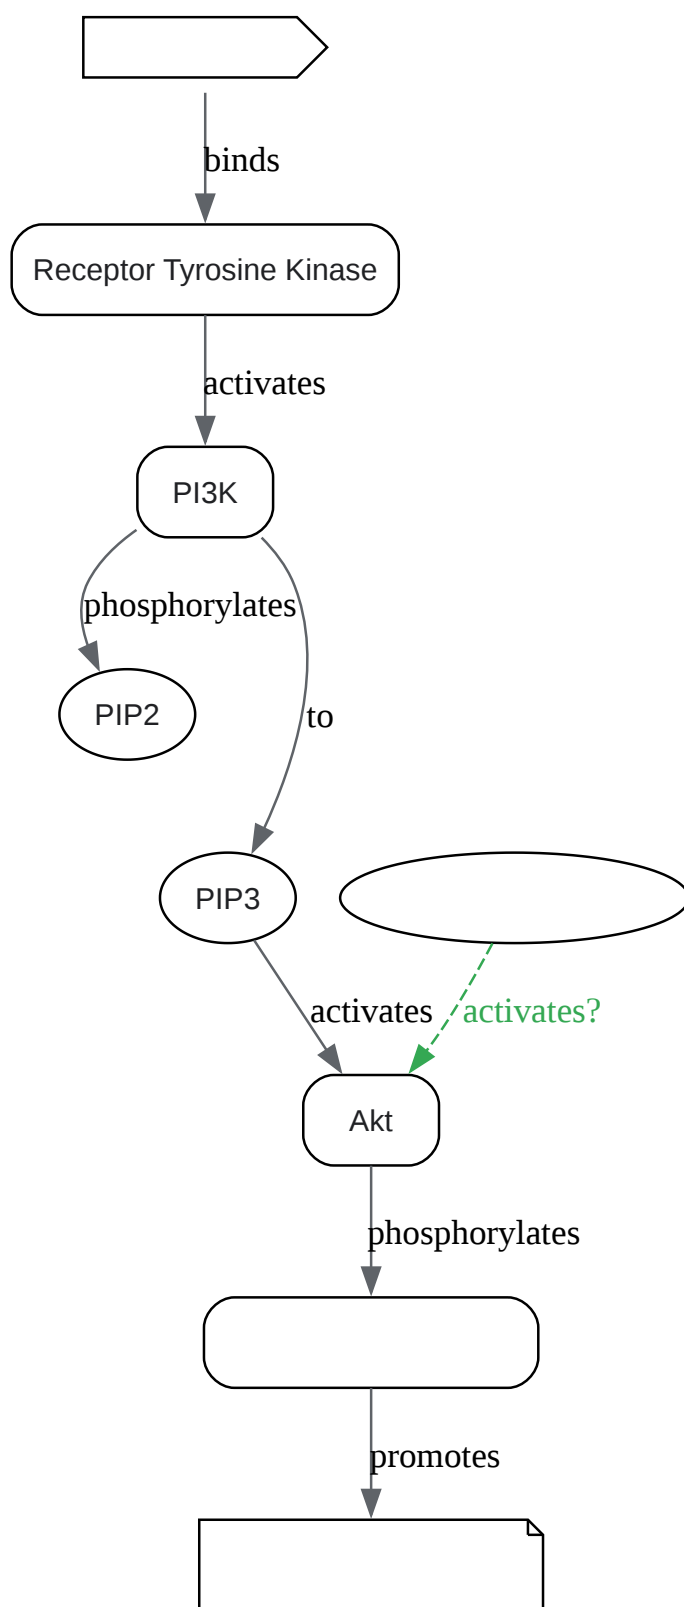 binds
Receptor Tyrosine Kinase
activates
PI3K
phosphorylates
PIP2
to
PIP3
activates
activates?
Akt
phosphorylates
promotes